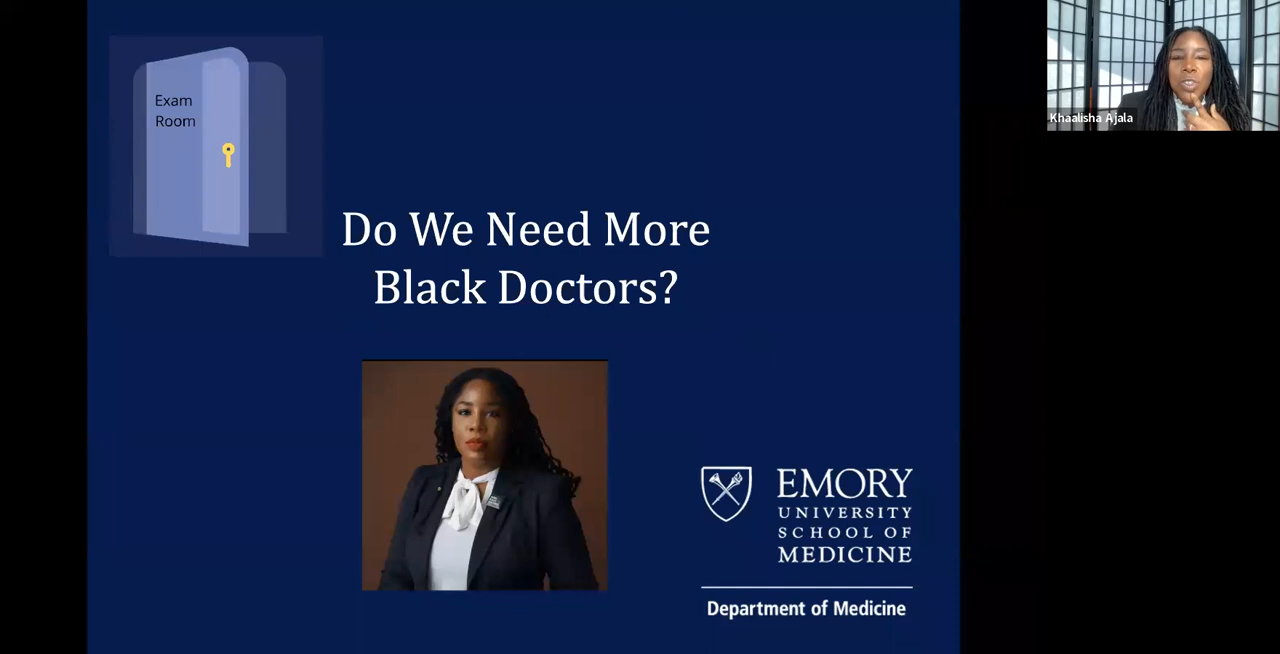 Exam
Room
Khaalisha Ajala
Do We Need More
Black Doctors?
EMORY
UNIVERSITY
SCHOOL OF
MEDICINE
Department of Medicine